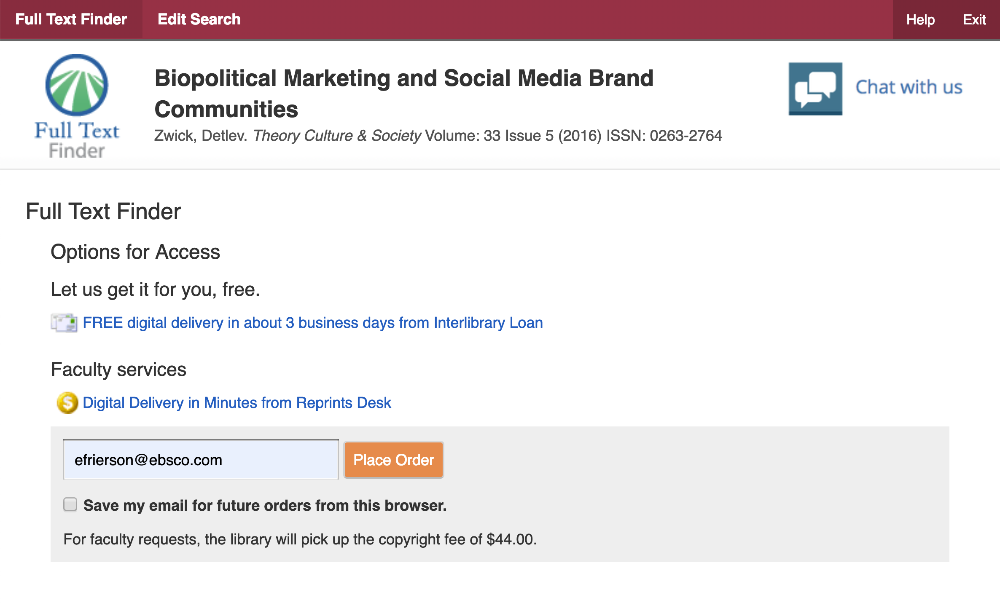 Full Text Finder Edit Search Help Exit
Full Text
Finder
Biopolitical Marketing and Social Media Brand
Communities
Zwick, Detlev. Theory Culture & Society Volume: 33 Issue 5 (2016) ISSN: 0263-2764
Chat with us
Full Text Finder
Options for Access
Let us get it for you, free.
FREE digital delivery in about 3 business days from Interlibrary Loan
Faculty services
$ Digital Delivery in Minutes from Reprints Desk
efrierson@ebsco.com Place Order
Save my email for future orders from this browser.
For faculty requests, the library will pick up the copyright fee of $44.00.